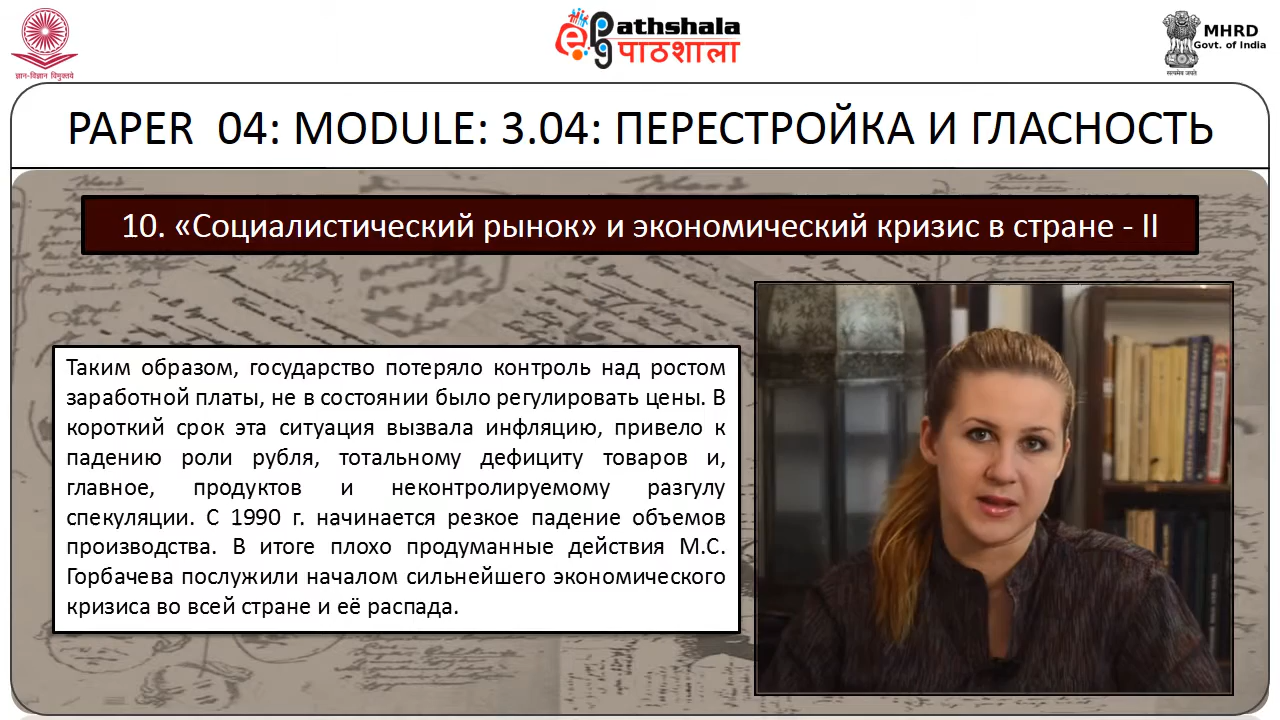 ज्ञान-विज्ञान विमुक्तये
ePg Pathshala
पाठशाला
MHRD
Govt. of India
सत्यमेव जयते
PAPER 04: MODULE: 3.04: ПЕРЕСТРОЙКА И ГЛАСНОСТЬ
10. «Социалистический рынок» и экономический кризис в стране - II
Таким образом, государство потеряло контроль над ростом
заработной платы, не в состоянии было регулировать цены. В
короткий срок эта ситуация вызвала инфляцию, привело к
падению роли рубля, тотальному дефициту товаров и,
главное, продуктов и неконтролируемому разгулу
спекуляции. С 1990 г. начинается резкое падение объемов
производства. В итоге плохо продуманные действия М.С.
Горбачева послужили началом сильнейшего экономического
кризиса во всей стране и её распада.